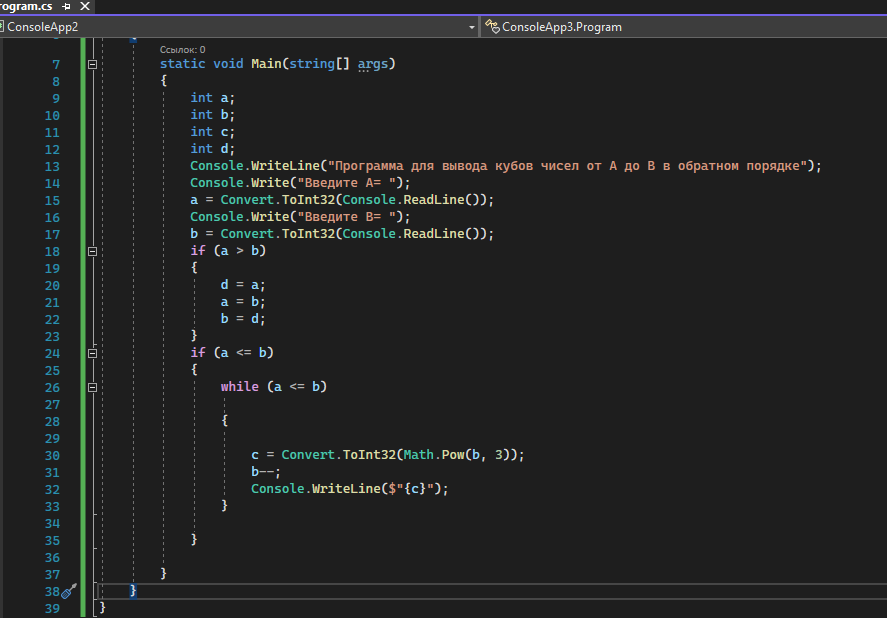 rogram.cs
ConsoleApp2 ConsoleApp3.Program
Ссылок: 0
7 static void Main(string[] args)
8 {
9 int a;
10 int b;
11 int c;
12 int d;
13 Console.WriteLine("Программа для вывода кубов чисел от А до В в обратном порядке");
14 Console.Write("Введите А= ");
15 a = Convert.ToInt32(Console.ReadLine());
16 Console.Write("Введите В= ");
17 b = Convert.ToInt32(Console.ReadLine());
18 if (a > b)
19 {
20 d = a;
21 a = b;
22 b = d;
23 }
24 if (a <= b)
25 {
26 while (a <= b)
27
28 {
29
30 c = Convert.ToInt32(Math.Pow(b, 3));
31 b--;
32 Console.WriteLine($"{c}");
33 }
34
35 }
36
37 }
38 }
39 }